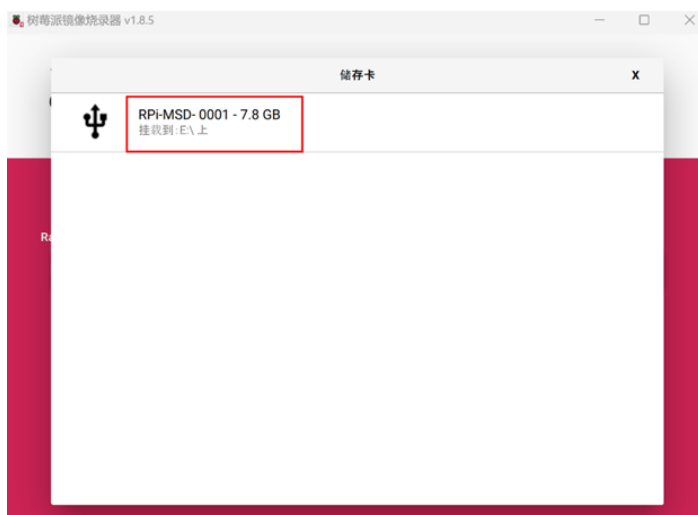 树莓派镜像烧录器 v1.8.5
储存卡
X
RPi-MSD- 0001 - 7.8 GB
挂载到:E:\ 上
Ra